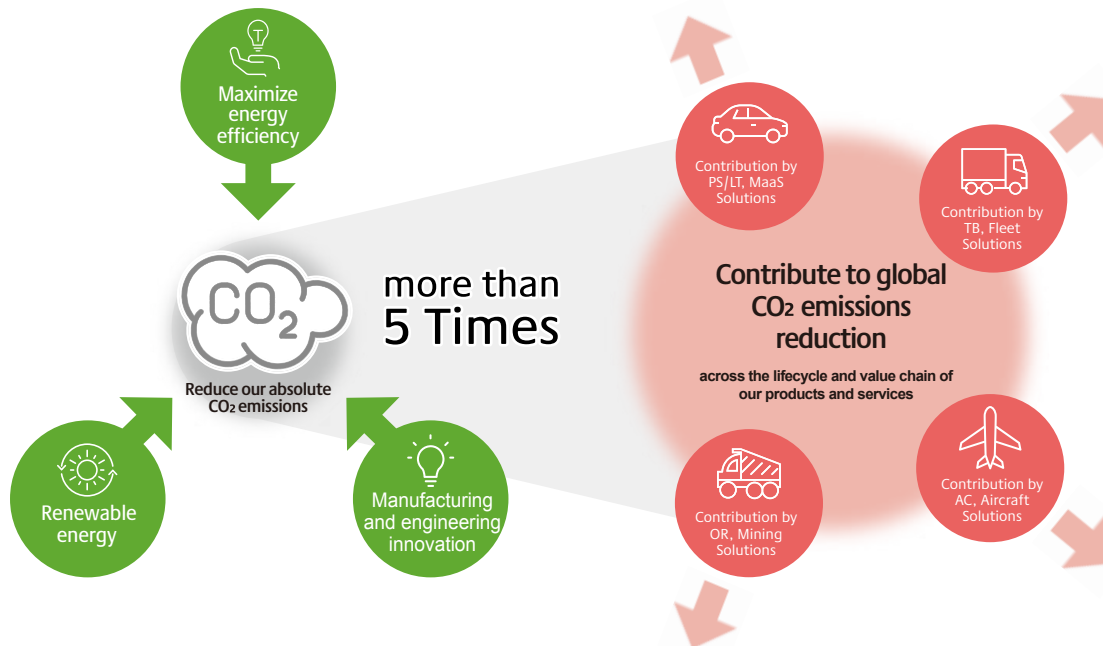 T
Maximize
energy
efficiency
CO2
Reduce our absolute
CO2 emissions
Renewable
energy
Manufacturing
and engineering
innovation
more than
5 Times
Contribution by
PS/LT, MaaS
Solutions
Contribution by
TB, Fleet
Solutions
Contribute to global
CO2 emissions
reduction
across the lifecycle and value chain of
our products and services
Contribution by
OR, Mining
Solutions
Contribution by
AC, Aircraft
Solutions